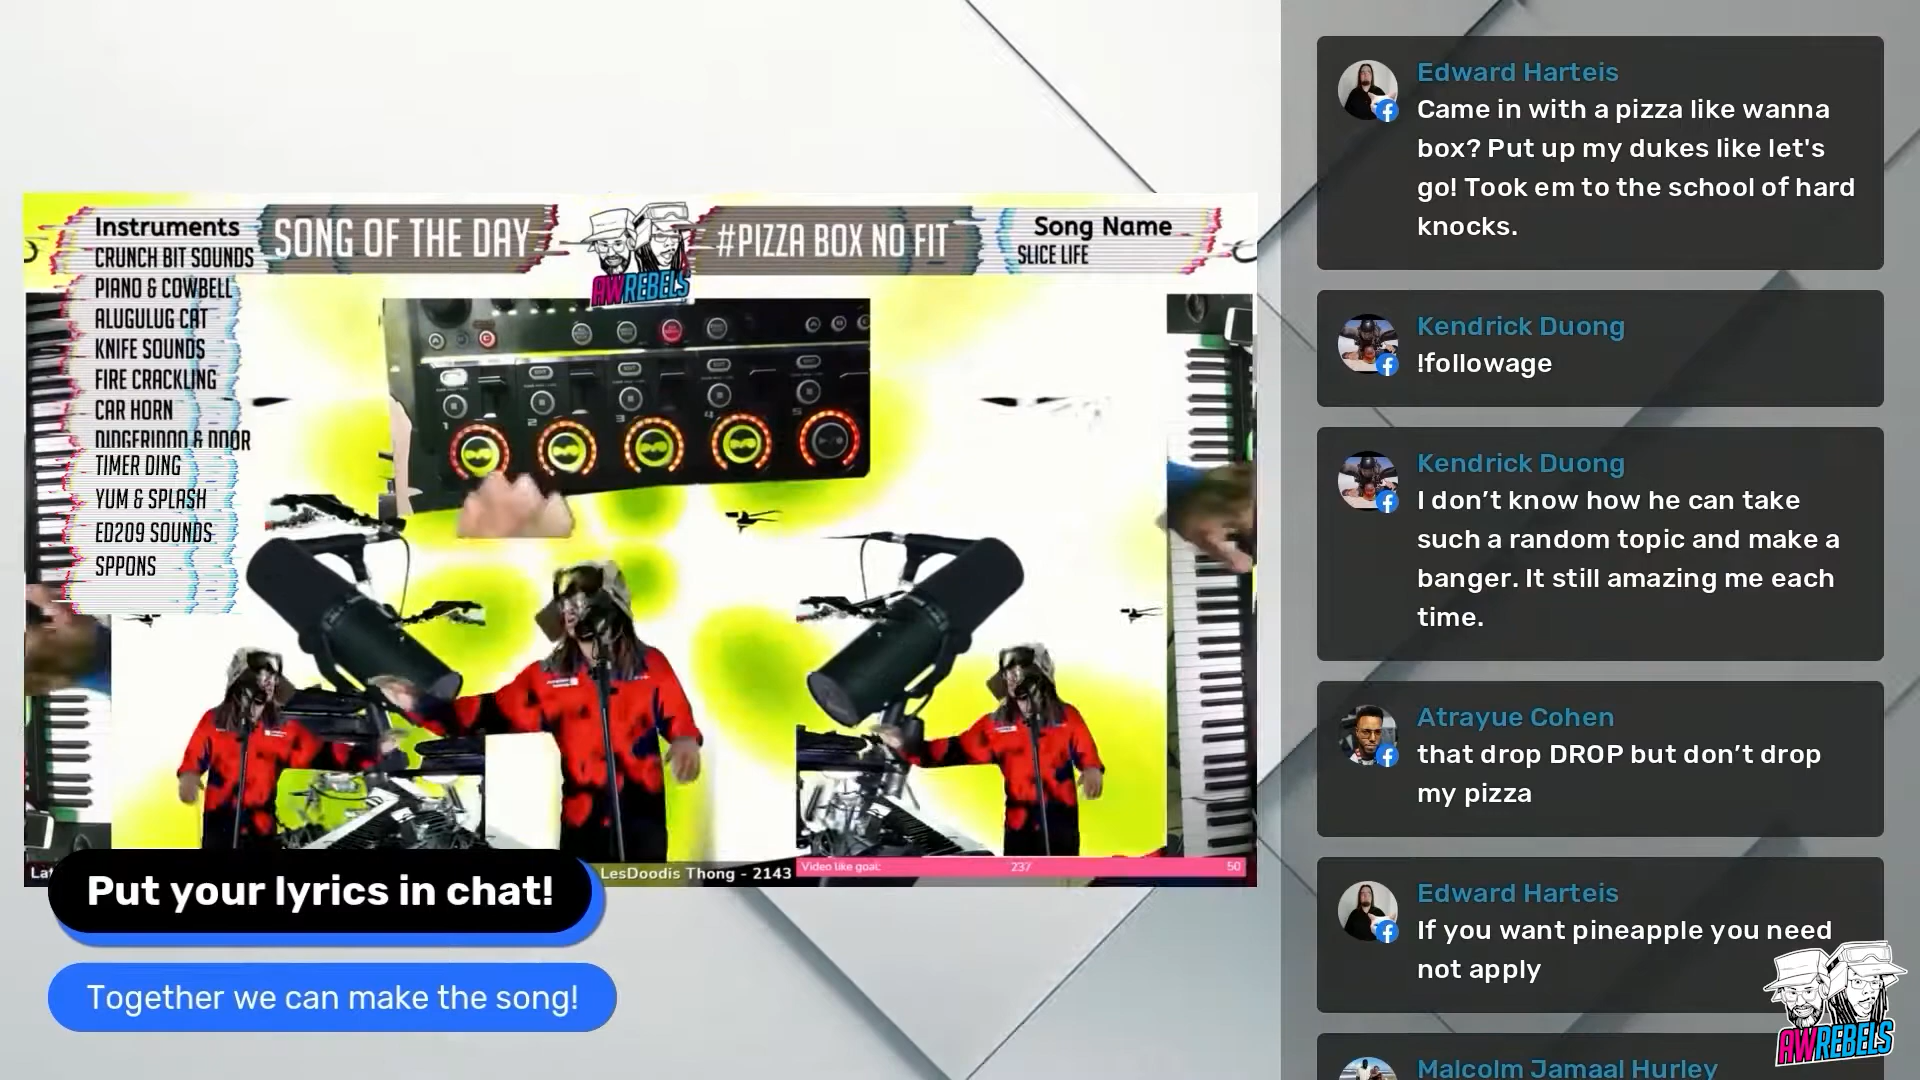 Instruments
CRUNCH BIT SOUNDS
PIANO & COWBELL
ALUGULUG CAT
KNIFE SOUNDS
FIRE CRACKLING
CAR HORN
DIDGERIDOO & DOOR
TIMER DING
YUM & SPLASH
ED209 SOUNDS
SPPONS
SONG OF THE DAY
AWREBELS
#PIZZA BOX NO FIT
Song Name
SLICE LIFE
1
2
3
4
5
LesDoodis Thong - 2143
Video like goal:
237
50
Put your lyrics in chat!
Together we can make the song!
Edward Harteis
Came in with a pizza like wanna
box? Put up my dukes like let's
go! Took em to the school of hard
knocks.
Kendrick Duong
!followage
Kendrick Duong
I don’t know how he can take
such a random topic and make a
banger. It still amazing me each
time.
Atrayue Cohen
that drop DROP but don’t drop
my pizza
Edward Harteis
If you want pineapple you need
not apply
Malcolm Jamaal Hurley
AWREBELS